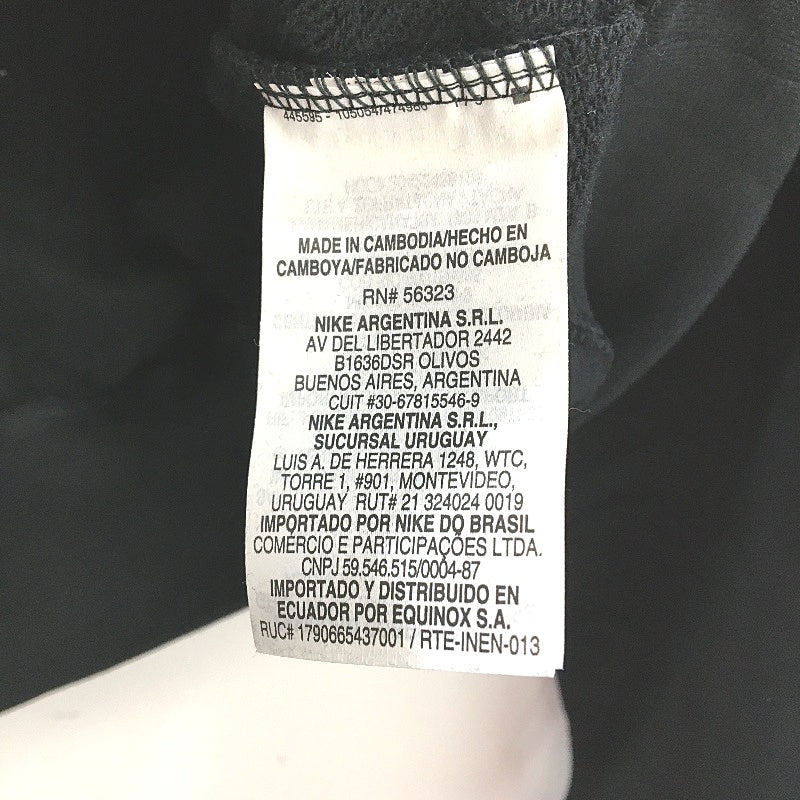 MADE IN CAMBODIA/HECHO EN
CAMBOYA/FABRICADO NO CAMBOJA
RN# 56323
NIKE ARGENTINA S.R.L.
AV DEL LIBERTADOR 2442
B1636DSR OLIVOS
BUENOS AIRES, ARGENTINA
CUIT #30-67815546-9
NIKE ARGENTINA S.R.L.,
SUCURSAL URUGUAY
LUIS A. DE HERRERA 1248, WTC,
TORRE 1, #901, MONTEVIDEO,
URUGUAY RUT# 21 324024 0019
IMPORTADO POR NIKE DO BRASIL
COMÉRCIO E PARTICIPAÇÕES LTDA.
CNPJ 59.546.515/0004-87
IMPORTADO Y DISTRIBUIDO EN
ECUADOR POR EQUINOX S.A.
RUC# 1790665437001 / RTE-INEN-013